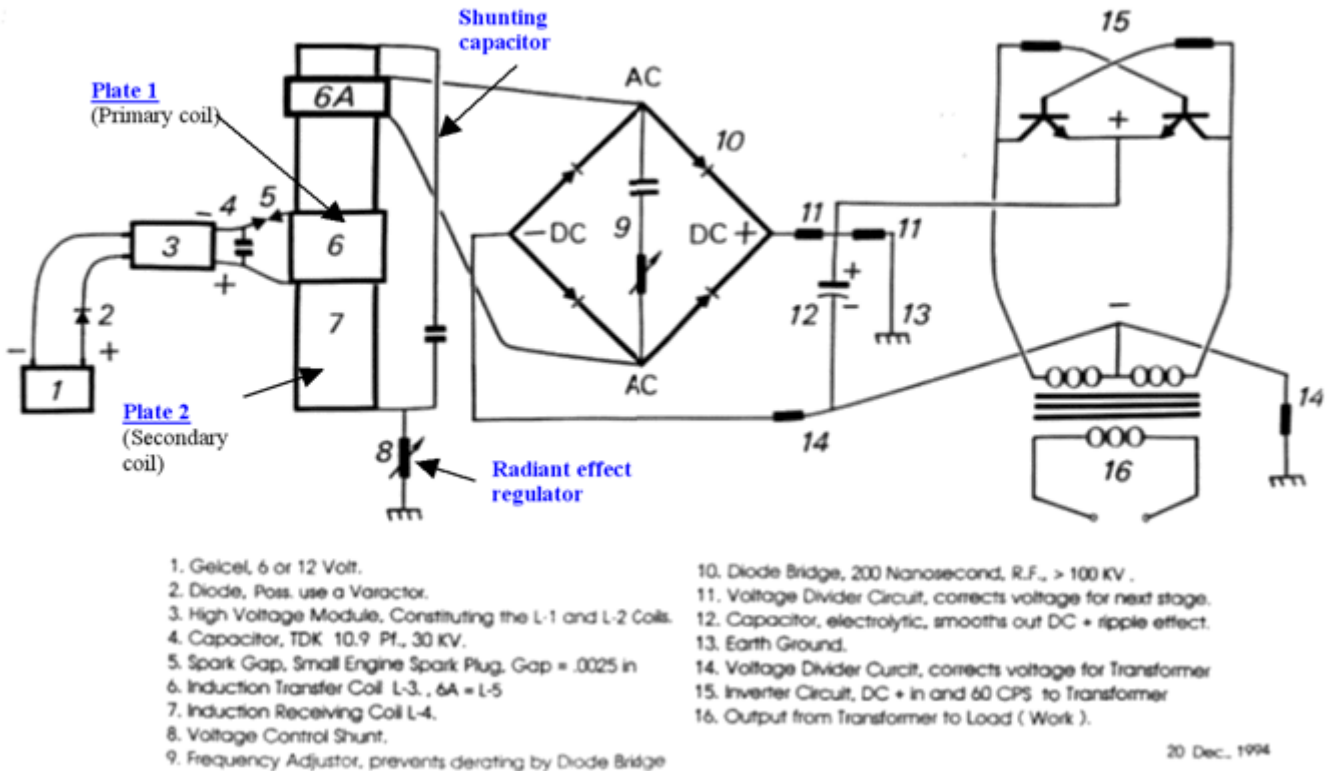 Shunting
capacitor
15
Plate 1
(Primary coil)
6A
AC
10
+
- 4 5
3
6
9
- DC
DC +
11
11
+
2
7
+
12
-
13
-
- +
1
AC
Plate 2
(Secondary
coil)
14
14
8
Radiant effect
regulator
16
1. Gelcel, 6 or 12 Volt.
2. Diode, Poss. use a Varactor.
3. High Voltage Module, Constituting the L-1 and L-2 Coils.
4. Capacitor, TDK 10.9 Pf., 30 KV.
5. Spark Gap, Small Engine Spark Plug, Gap = .0025 in
6. Induction Transfer Coil L-3. , 6A = L-5
7. Induction Receiving Coil L-4.
8. Voltage Control Shunt.
9. Frequency Adjustor, prevents derating by Diode Bridge
10. Diode Bridge, 200 Nanosecond, R.F., > 100 KV .
11. Voltage Divider Circuit, corrects voltage for next stage.
12. Capacitor, electrolytic, smooths out DC + ripple effect.
13. Earth Ground.
14. Voltage Divider Curcit, corrects voltage for Transformer
15. Inverter Circuit, DC + in and 60 CPS to Transformer
16. Output from Transformer to Load ( Work ).
20 Dec., 1994